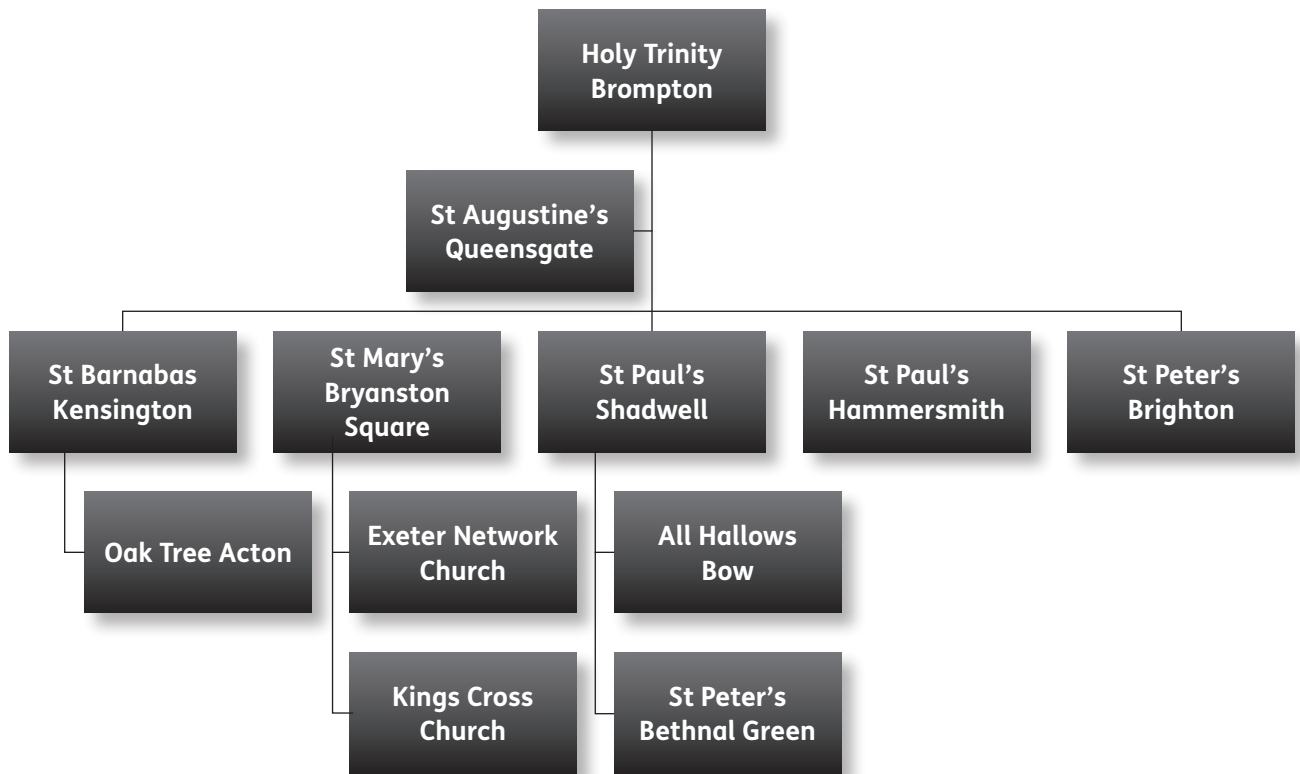 Holy Trinity
Brompton
St Augustine’s
Queensgate
St Barnabas
Kensington
St Mary’s
Bryanston
Square
St Paul’s
Shadwell
St Paul’s
Hammersmith
St Peter’s
Brighton
Oak Tree Acton
Exeter Network
Church
All Hallows
Bow
Kings Cross
Church
St Peter’s
Bethnal Green